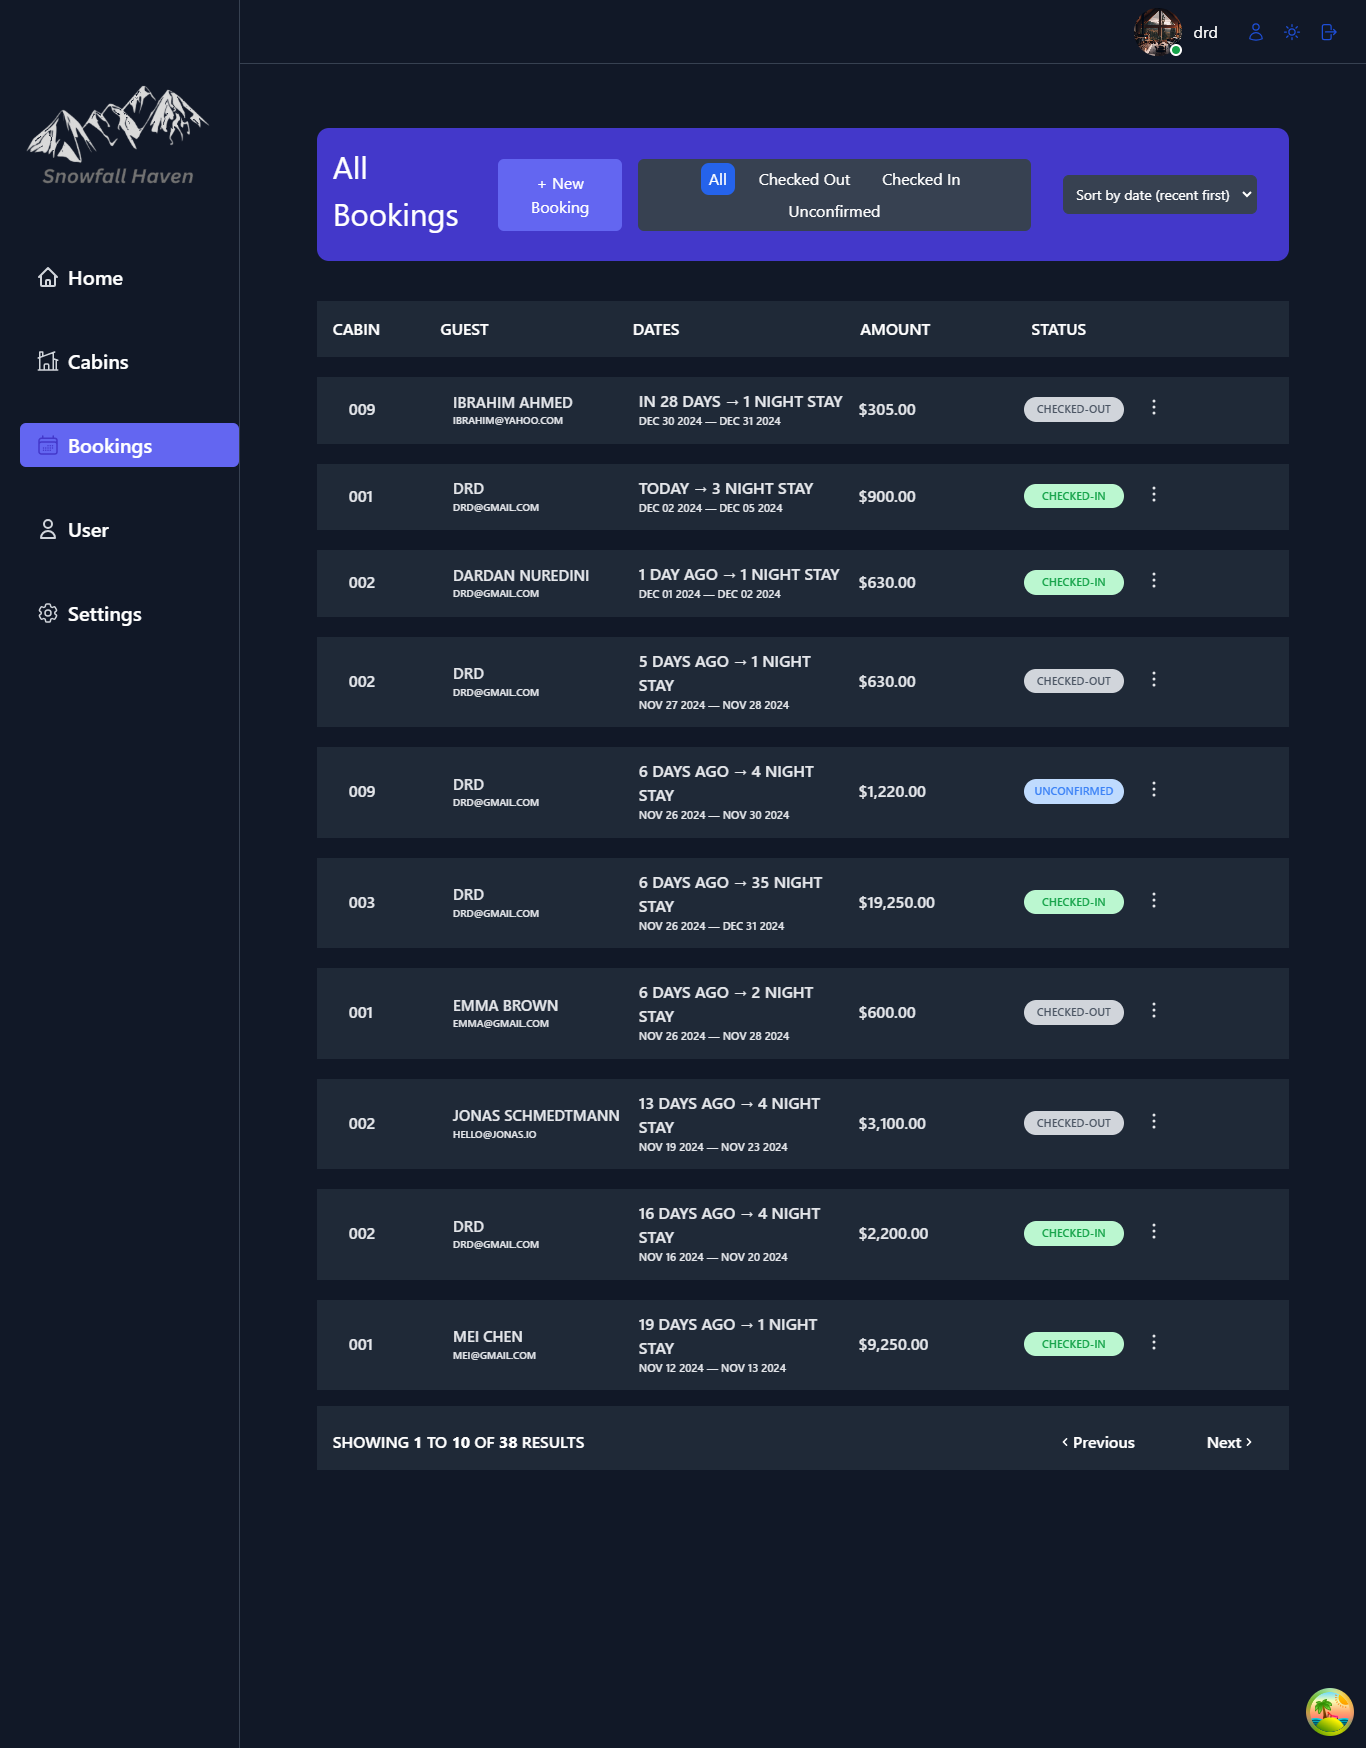 drd
Snowfall Haven
Home
Cabins
Bookings
User
Settings
All
Bookings
+ New
Booking
All Checked Out Checked In
Unconfirmed
Sort by date (recent first)
CABIN GUEST DATES AMOUNT STATUS
009 IBRAHIM AHMED IN 28 DAYS → 1 NIGHT STAY $305.00 CHECKED-OUT
IBRAHIM@YAHOO.COM DEC 30 2024 — DEC 31 2024
001 DRD TODAY → 3 NIGHT STAY $900.00 CHECKED-IN
DRD@GMAIL.COM DEC 02 2024 — DEC 05 2024
002 DARDAN NUREDINI 1 DAY AGO → 1 NIGHT STAY $630.00 CHECKED-IN
DRD@GMAIL.COM DEC 01 2024 — DEC 02 2024
002 DRD 5 DAYS AGO → 1 NIGHT STAY $630.00 CHECKED-OUT
DRD@GMAIL.COM NOV 27 2024 — NOV 28 2024
009 DRD 6 DAYS AGO → 4 NIGHT STAY $1,220.00 UNCONFIRMED
DRD@GMAIL.COM NOV 26 2024 — NOV 30 2024
003 DRD 6 DAYS AGO → 35 NIGHT STAY $19,250.00 CHECKED-IN
DRD@GMAIL.COM NOV 26 2024 — DEC 31 2024
001 EMMA BROWN 6 DAYS AGO → 2 NIGHT STAY $600.00 CHECKED-OUT
EMMA@GMAIL.COM NOV 26 2024 — NOV 28 2024
002 JONAS SCHMEDTMANN 13 DAYS AGO → 4 NIGHT STAY $3,100.00 CHECKED-OUT
HELLO@JONAS.IO NOV 19 2024 — NOV 23 2024
002 DRD 16 DAYS AGO → 4 NIGHT STAY $2,200.00 CHECKED-IN
DRD@GMAIL.COM NOV 16 2024 — NOV 20 2024
001 MEI CHEN 19 DAYS AGO → 1 NIGHT STAY $9,250.00 CHECKED-IN
MEI@GMAIL.COM NOV 12 2024 — NOV 13 2024
SHOWING 1 TO 10 OF 38 RESULTS ‹ Previous Next ›